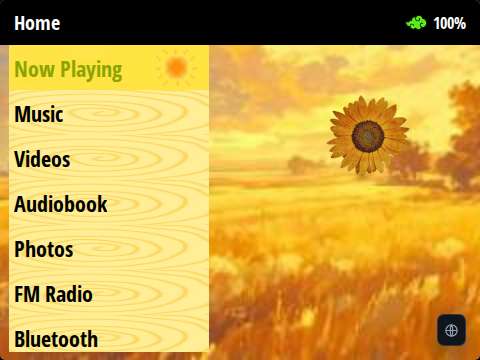 Home
100%
Now Playing
Music
Videos
Audiobook
Photos
FM Radio
Bluetooth